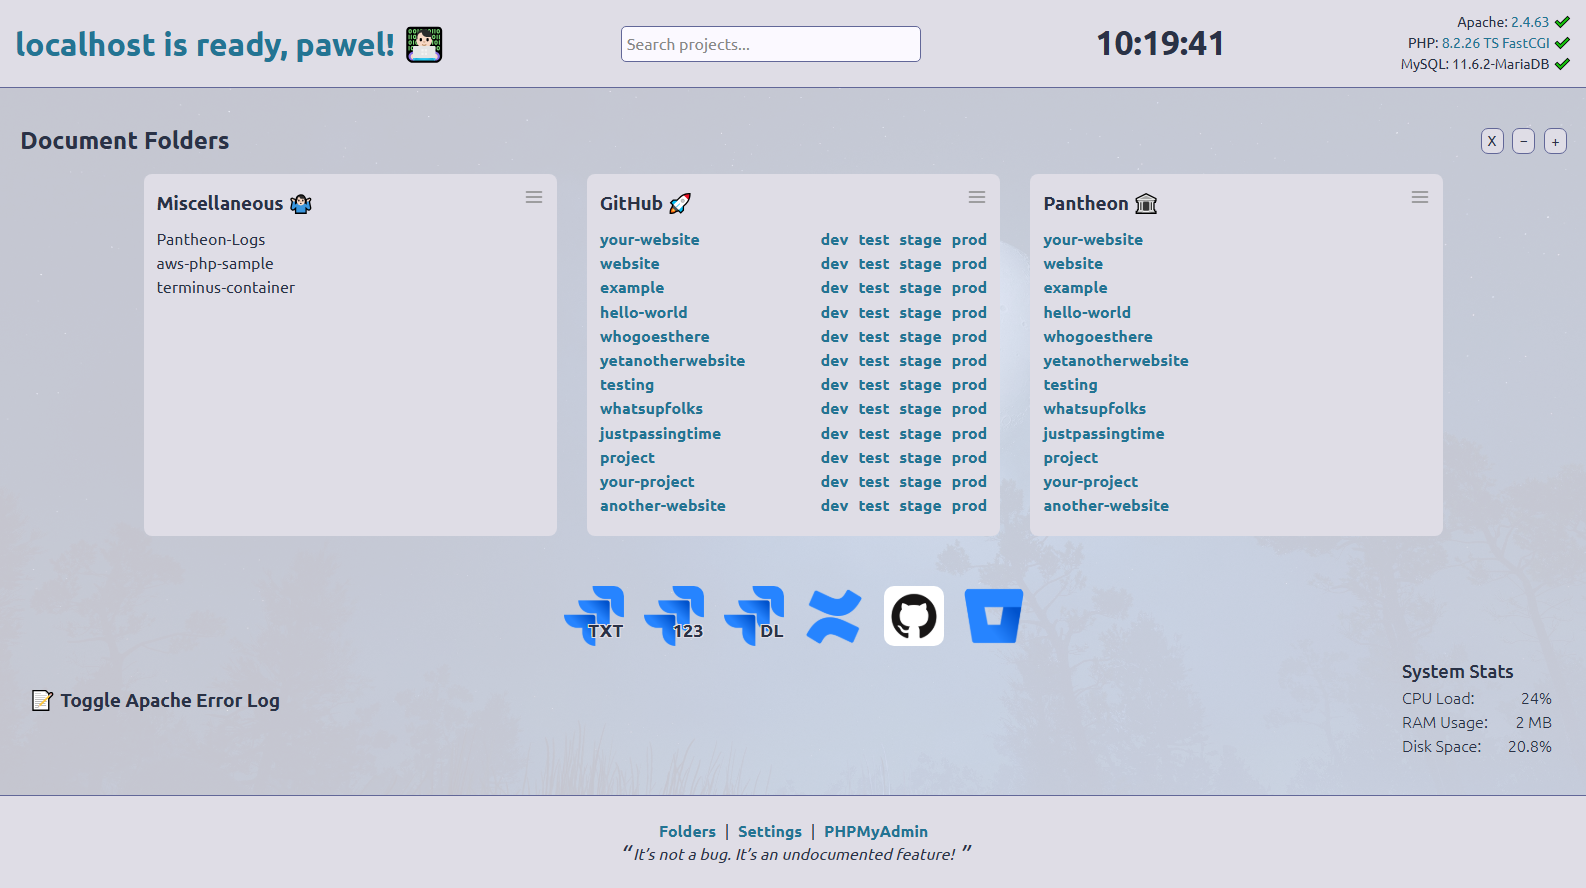 localhost is ready, pawel!
Search projects...
10:19:41
Apache: 2.4.63
PHP: 8.2.26 TS FastCGI
MySQL: 11.6.2-MariaDB
Document Folders
X − +
Miscellaneous
Pantheon-Logs
aws-php-sample
terminus-container
GitHub
your-website dev test stage prod
website dev test stage prod
example dev test stage prod
hello-world dev test stage prod
whogoesthere dev test stage prod
yetanotherwebsite dev test stage prod
testing dev test stage prod
whatsupfolks dev test stage prod
justpassingtime dev test stage prod
project dev test stage prod
your-project dev test stage prod
another-website dev test stage prod
Pantheon
your-website
website
example
hello-world
whogoesthere
yetanotherwebsite
testing
whatsupfolks
justpassingtime
project
your-project
another-website
TXT 123 DL
Toggle Apache Error Log
System Stats
CPU Load: 24%
RAM Usage: 2 MB
Disk Space: 20.8%
Folders | Settings | PHPMyAdmin
“It’s not a bug. It’s an undocumented feature! ”